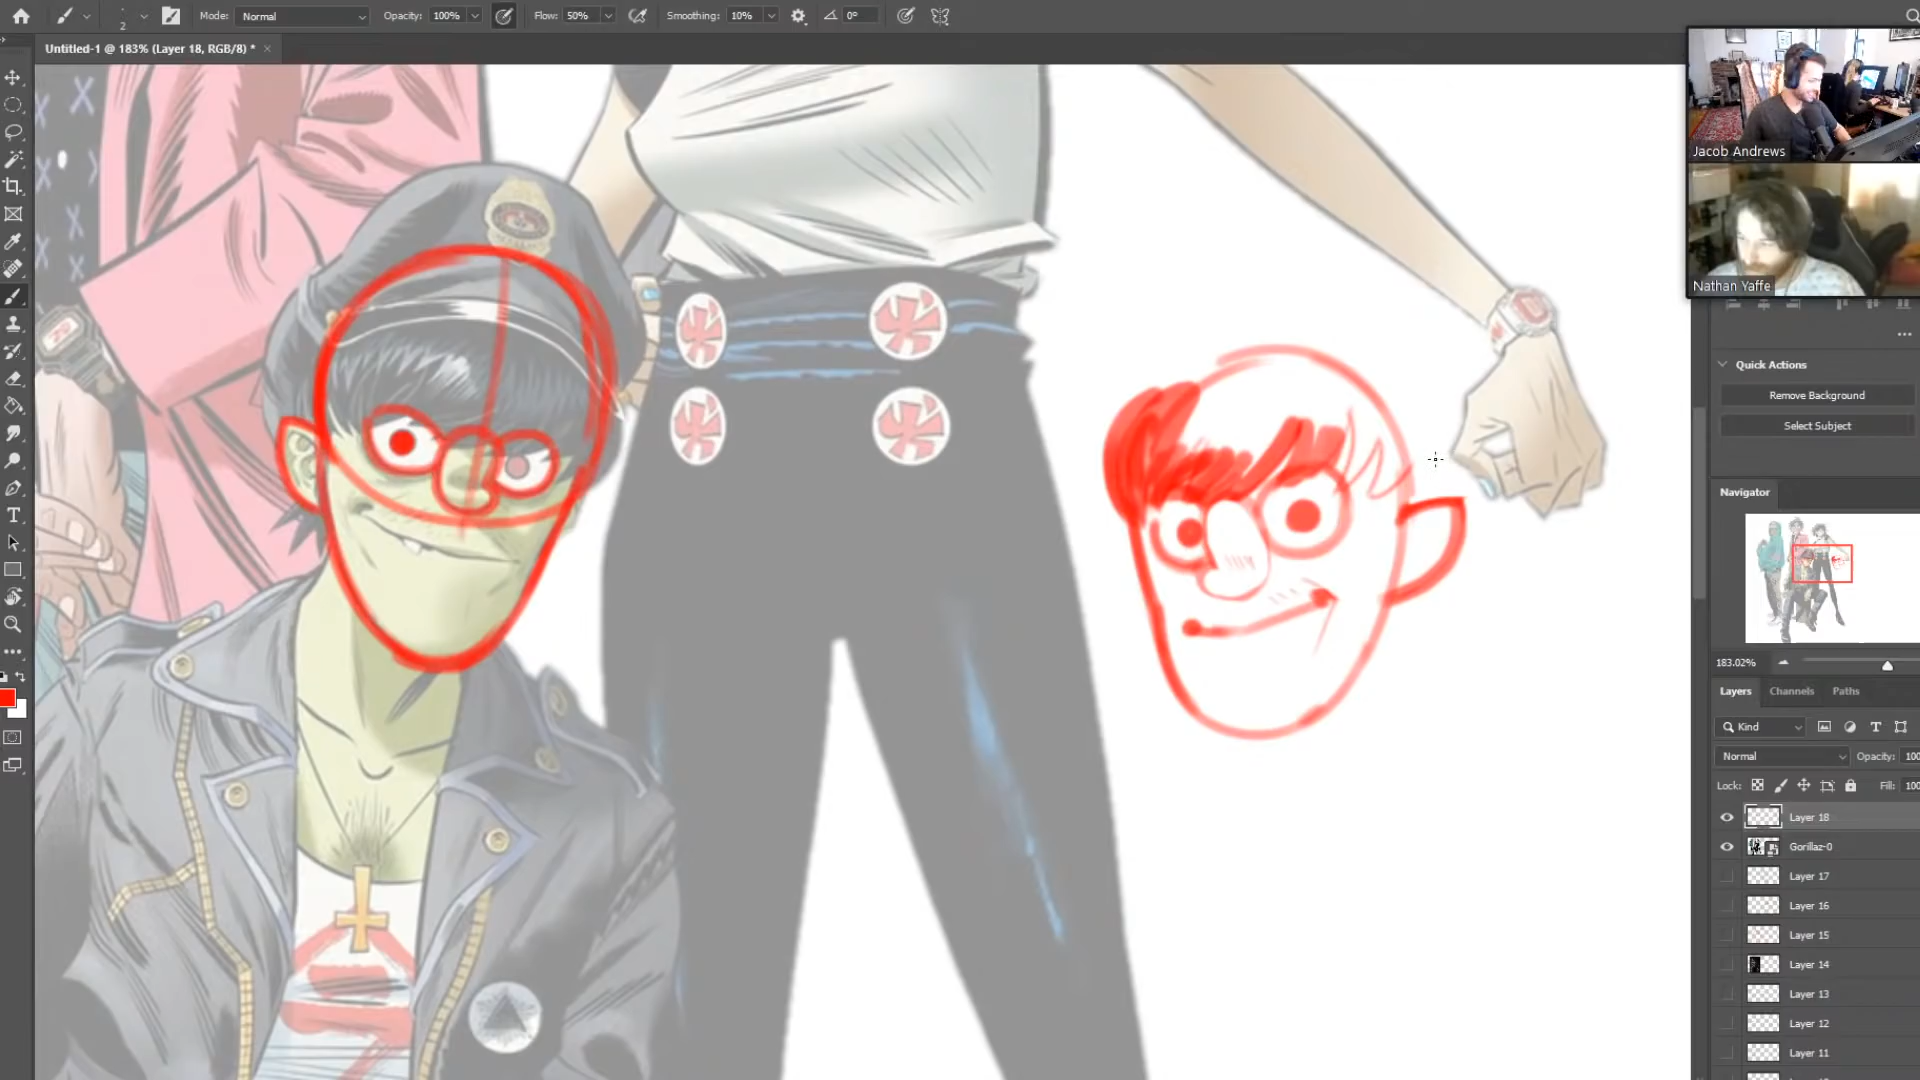 2
Mode: Normal
Opacity: 100%
Flow: 50%
Smoothing: 10%
0°
Untitled-1 @ 183% (Layer 18, RGB/8) *
Jacob Andrews
Nathan Yaffe
Quick Actions
Remove Background
Select Subject
Navigator
183.02%
Layers Channels Paths
Kind
Normal
Opacity: 100
Lock:
Fill: 100
Layer 18
Gorillaz-0
Layer 17
Layer 16
Layer 15
Layer 14
Layer 13
Layer 12
Layer 11